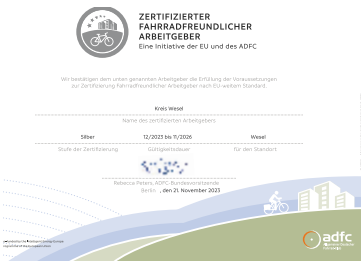 ZERTIFIZIERTER
FAHRRADFREUNDLICHER
ARBEITGEBER
Eine Initiative der EU und des ADFC
Wir bestätigen dem unten genannten Arbeitgeber die Erfüllung der Voraussetzungen
zur Zertifizierung Fahrradfreundlicher Arbeitgeber nach EU-weitem Standard.
Kreis Wesel
Name des zertifizierten Arbeitgebers
Silber 12/2023 bis 11/2026 Wesel
Stufe der Zertifizierung Gültigkeitsdauer für den Standort
Rebecca Peters, ADFC-Bundesvorsitzende
Berlin , den 21. November 2023
adfc